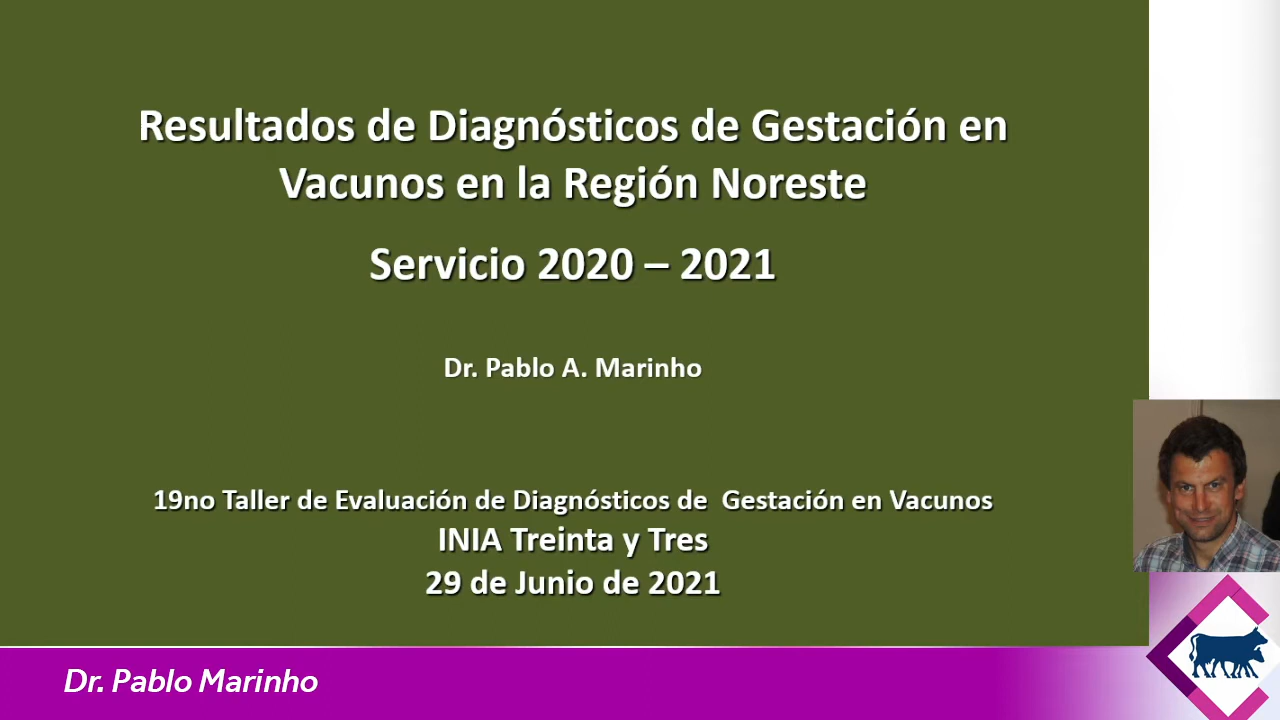 Resultados de Diagnósticos de Gestación en
Vacunos en la Región Noreste
Servicio 2020 – 2021
Dr. Pablo A. Marinho
19no Taller de Evaluación de Diagnósticos de Gestación en Vacunos
INIA Treinta y Tres
29 de Junio de 2021
Dr. Pablo Marinho